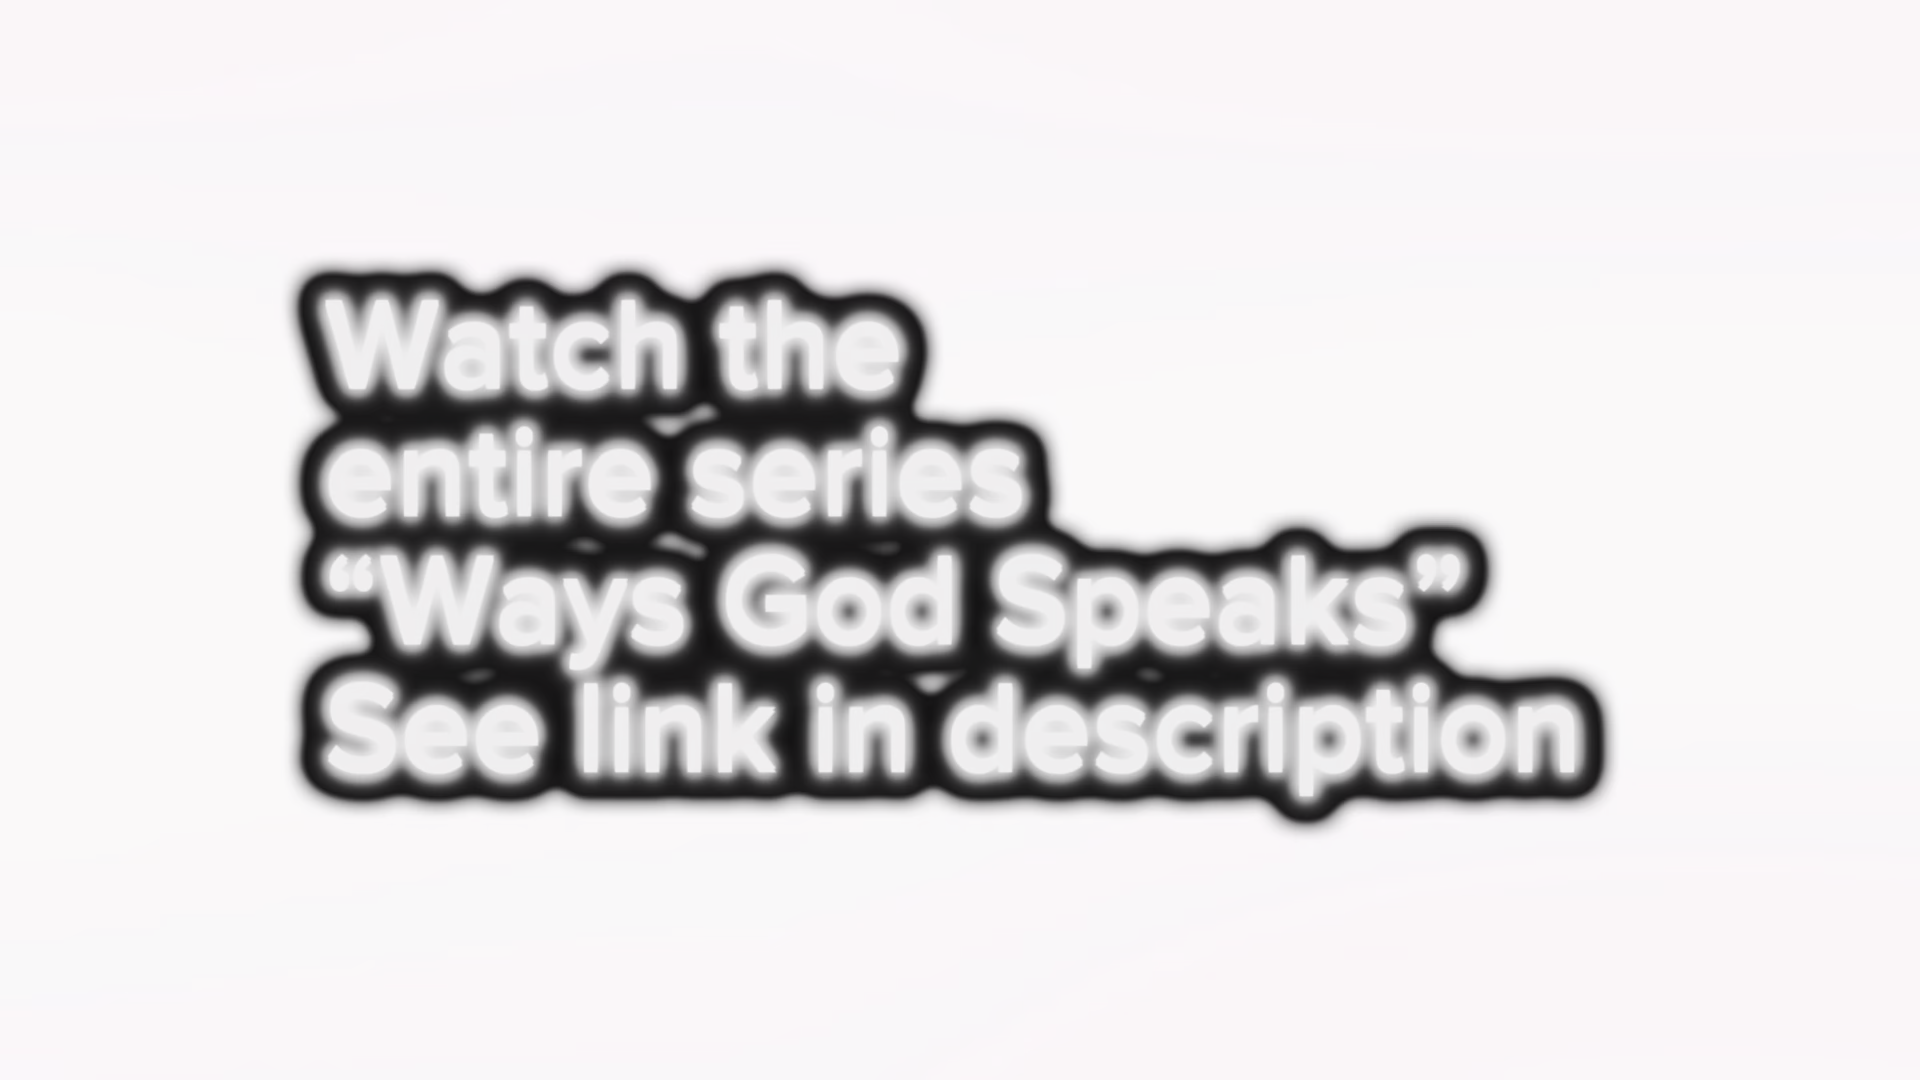 Watch the
entire series
“Ways God Speaks”
See link in description